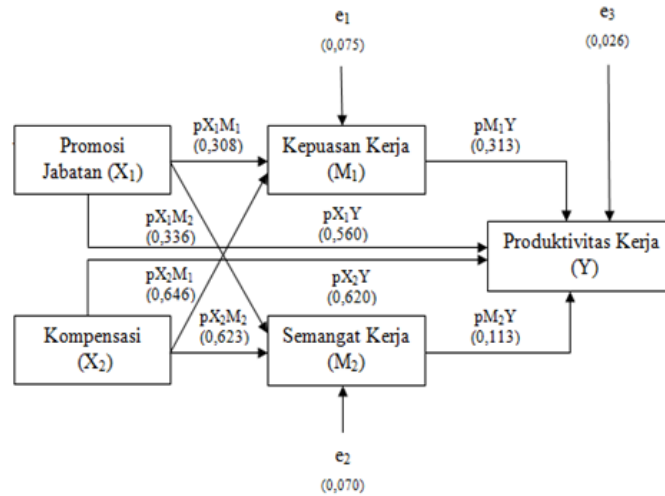 e₁
(0,075)
e₃
(0,026)
pX₁M₁
(0,308)
pM₁Y
(0,313)
Promosi
Jabatan (X₁)
Kepuasan Kerja
(M₁)
pX₁M₂
(0,336)
pX₁Y
(0,560)
Produktivitas Kerja
(Y)
pX₂M₁
(0,646)
pX₂Y
(0,620)
pX₂M₂
(0,623)
pM₂Y
(0,113)
Kompensasi
(X₂)
Semangat Kerja
(M₂)
e₂
(0,070)